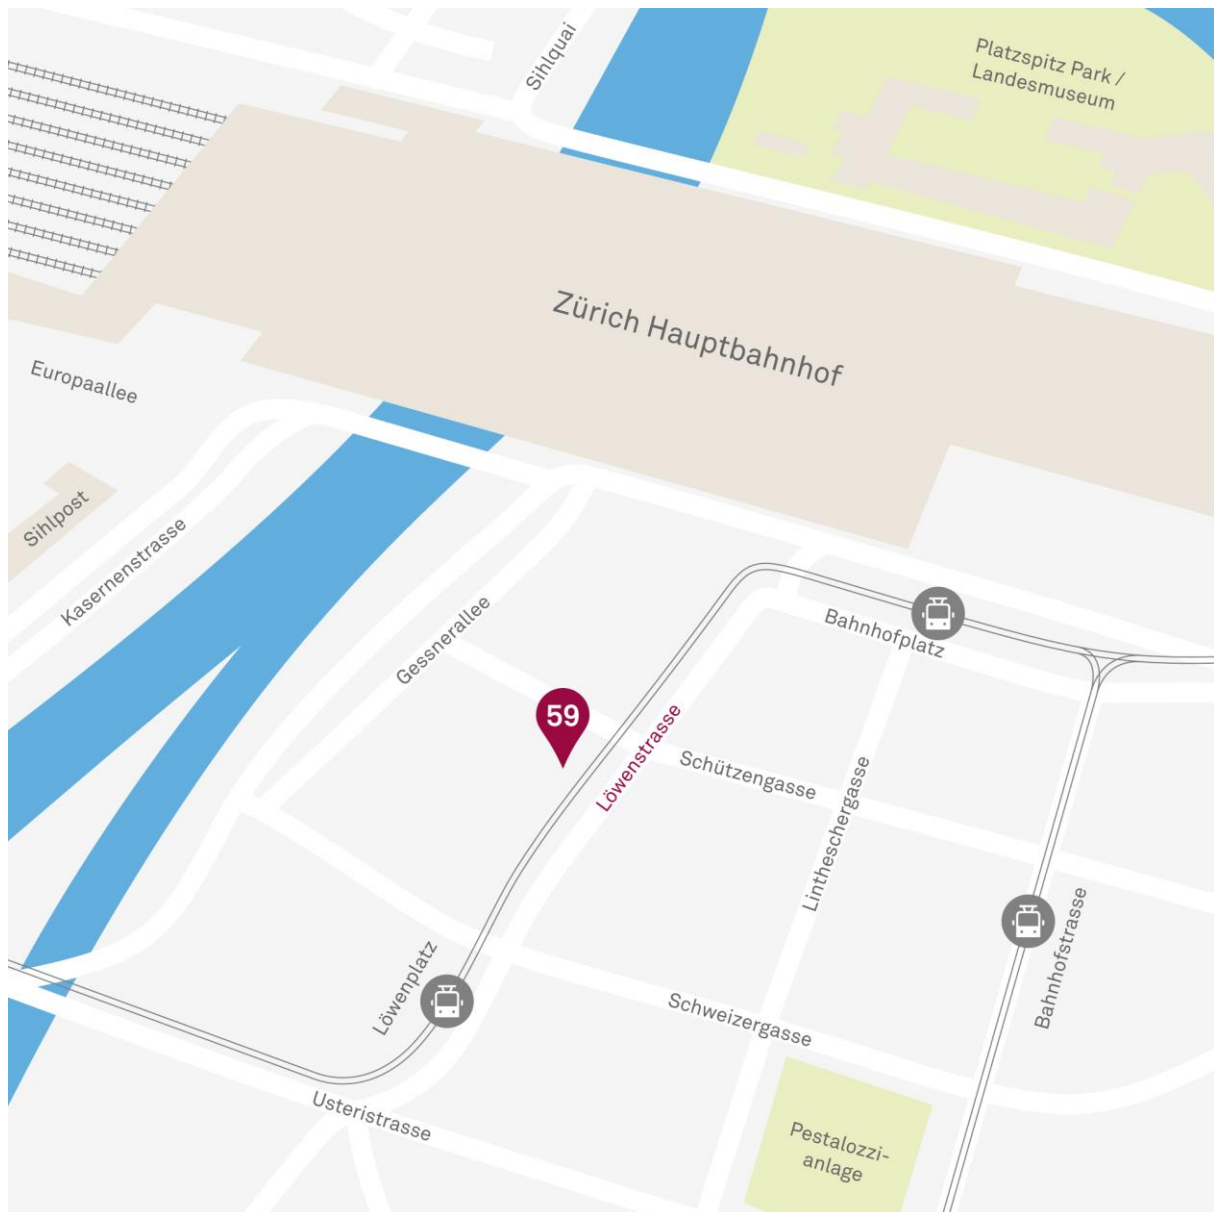 Sihlquai
Platzspitz Park /
Landesmuseum
Zürich Hauptbahnhof
Europaallee
Sihlpost
Kasernenstrasse
Gessnerallee
Bahnhofplatz
59
Löwenstrasse
Schützengasse
Lintheschergasse
Löwenplatz
Bahnhofstrasse
Schweizergasse
Usteristrasse
Pestalozzi-
anlage